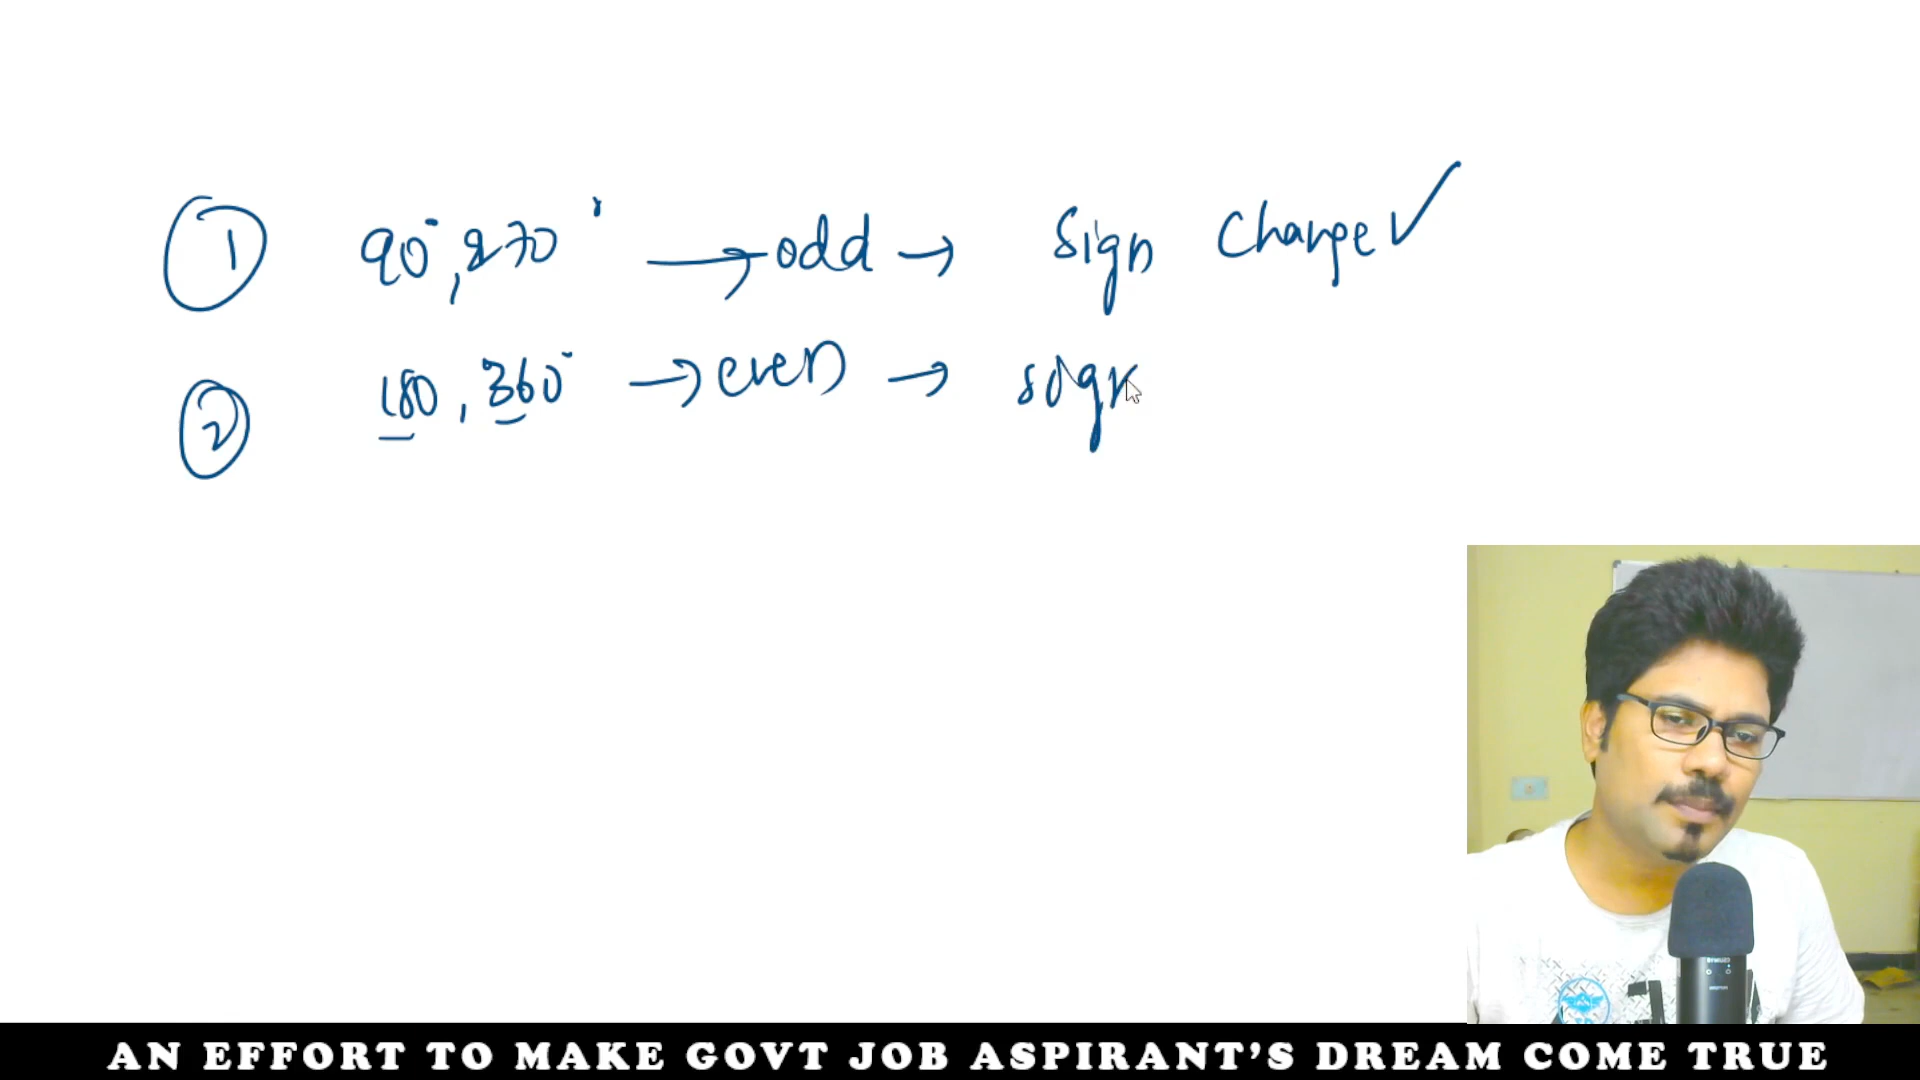 1 90°, 270° → odd → Sign Change ✓
2 180, 360° → even → sign
AN EFFORT TO MAKE GOVT JOB ASPIRANT'S DREAM COME TRUE